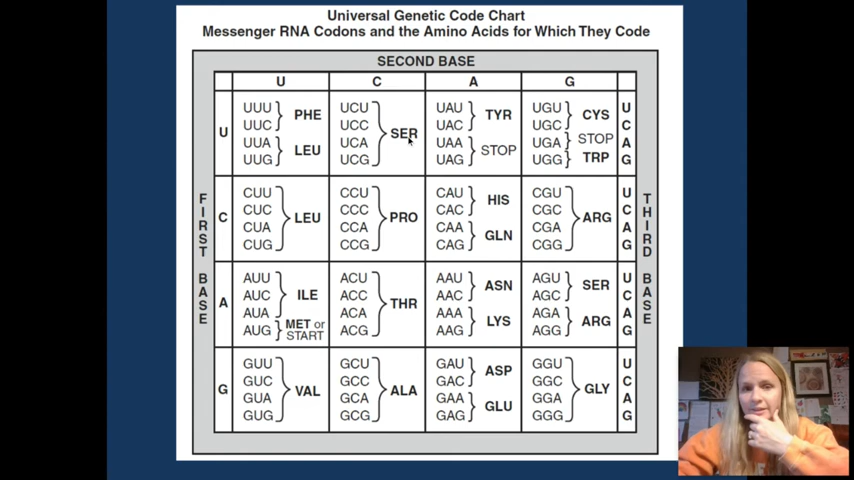 Universal Genetic Code Chart
Messenger RNA Codons and the Amino Acids for Which They Code
SECOND BASE
U C A G
FIRST BASE
THIRD BASE
U
UUU
UUC
PHE
UUA
UUG
LEU
UCU
UCC
UCA
UCG
SER
UAU
UAC
TYR
UAA
UAG
STOP
UGU
UGC
CYS
UGA
STOP
UGG
TRP
U
C
A
G
C
CUU
CUC
CUA
CUG
LEU
CCU
CCC
CCA
CCG
PRO
CAU
CAC
HIS
CAA
CAG
GLN
CGU
CGC
CGA
CGG
ARG
U
C
A
G
A
AUU
AUC
AUA
ILE
AUG
MET or
START
ACU
ACC
ACA
ACG
THR
AAU
AAC
ASN
AAA
AAG
LYS
AGU
AGC
SER
AGA
AGG
ARG
U
C
A
G
G
GUU
GUC
GUA
GUG
VAL
GCU
GCC
GCA
GCG
ALA
GAU
GAC
ASP
GAA
GAG
GLU
GGU
GGC
GGA
GGG
GLY
U
C
A
G